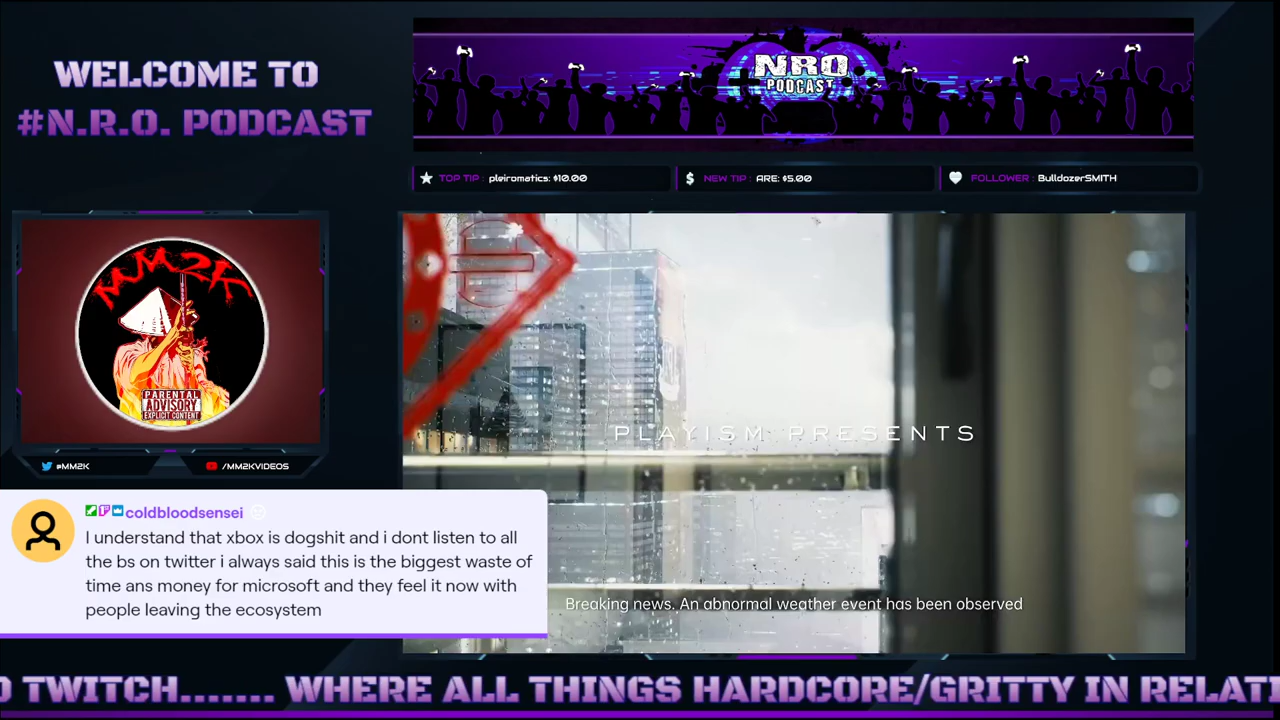 WELCOME TO
#N.R.O. PODCAST
NRO
PODCAST
TOP TIP : pleiromatics: $10.00
NEW TIP : ARE: $5.00
FOLLOWER : BulldozerSMITH
MM2K
PARENTAL
ADVISORY
EXPLICIT CONTENT
@MM2K
/MM2KVIDEOS
PLAYISM PRESENTS
coldbloodsensei
I understand that xbox is dogshit and i dont listen to all
the bs on twitter i always said this is the biggest waste of
time ans money for microsoft and they feel it now with
people leaving the ecosystem
Breaking news. An abnormal weather event has been observed
O TWITCH....... WHERE ALL THINGS HARDCORE/GRITTY IN RELATI